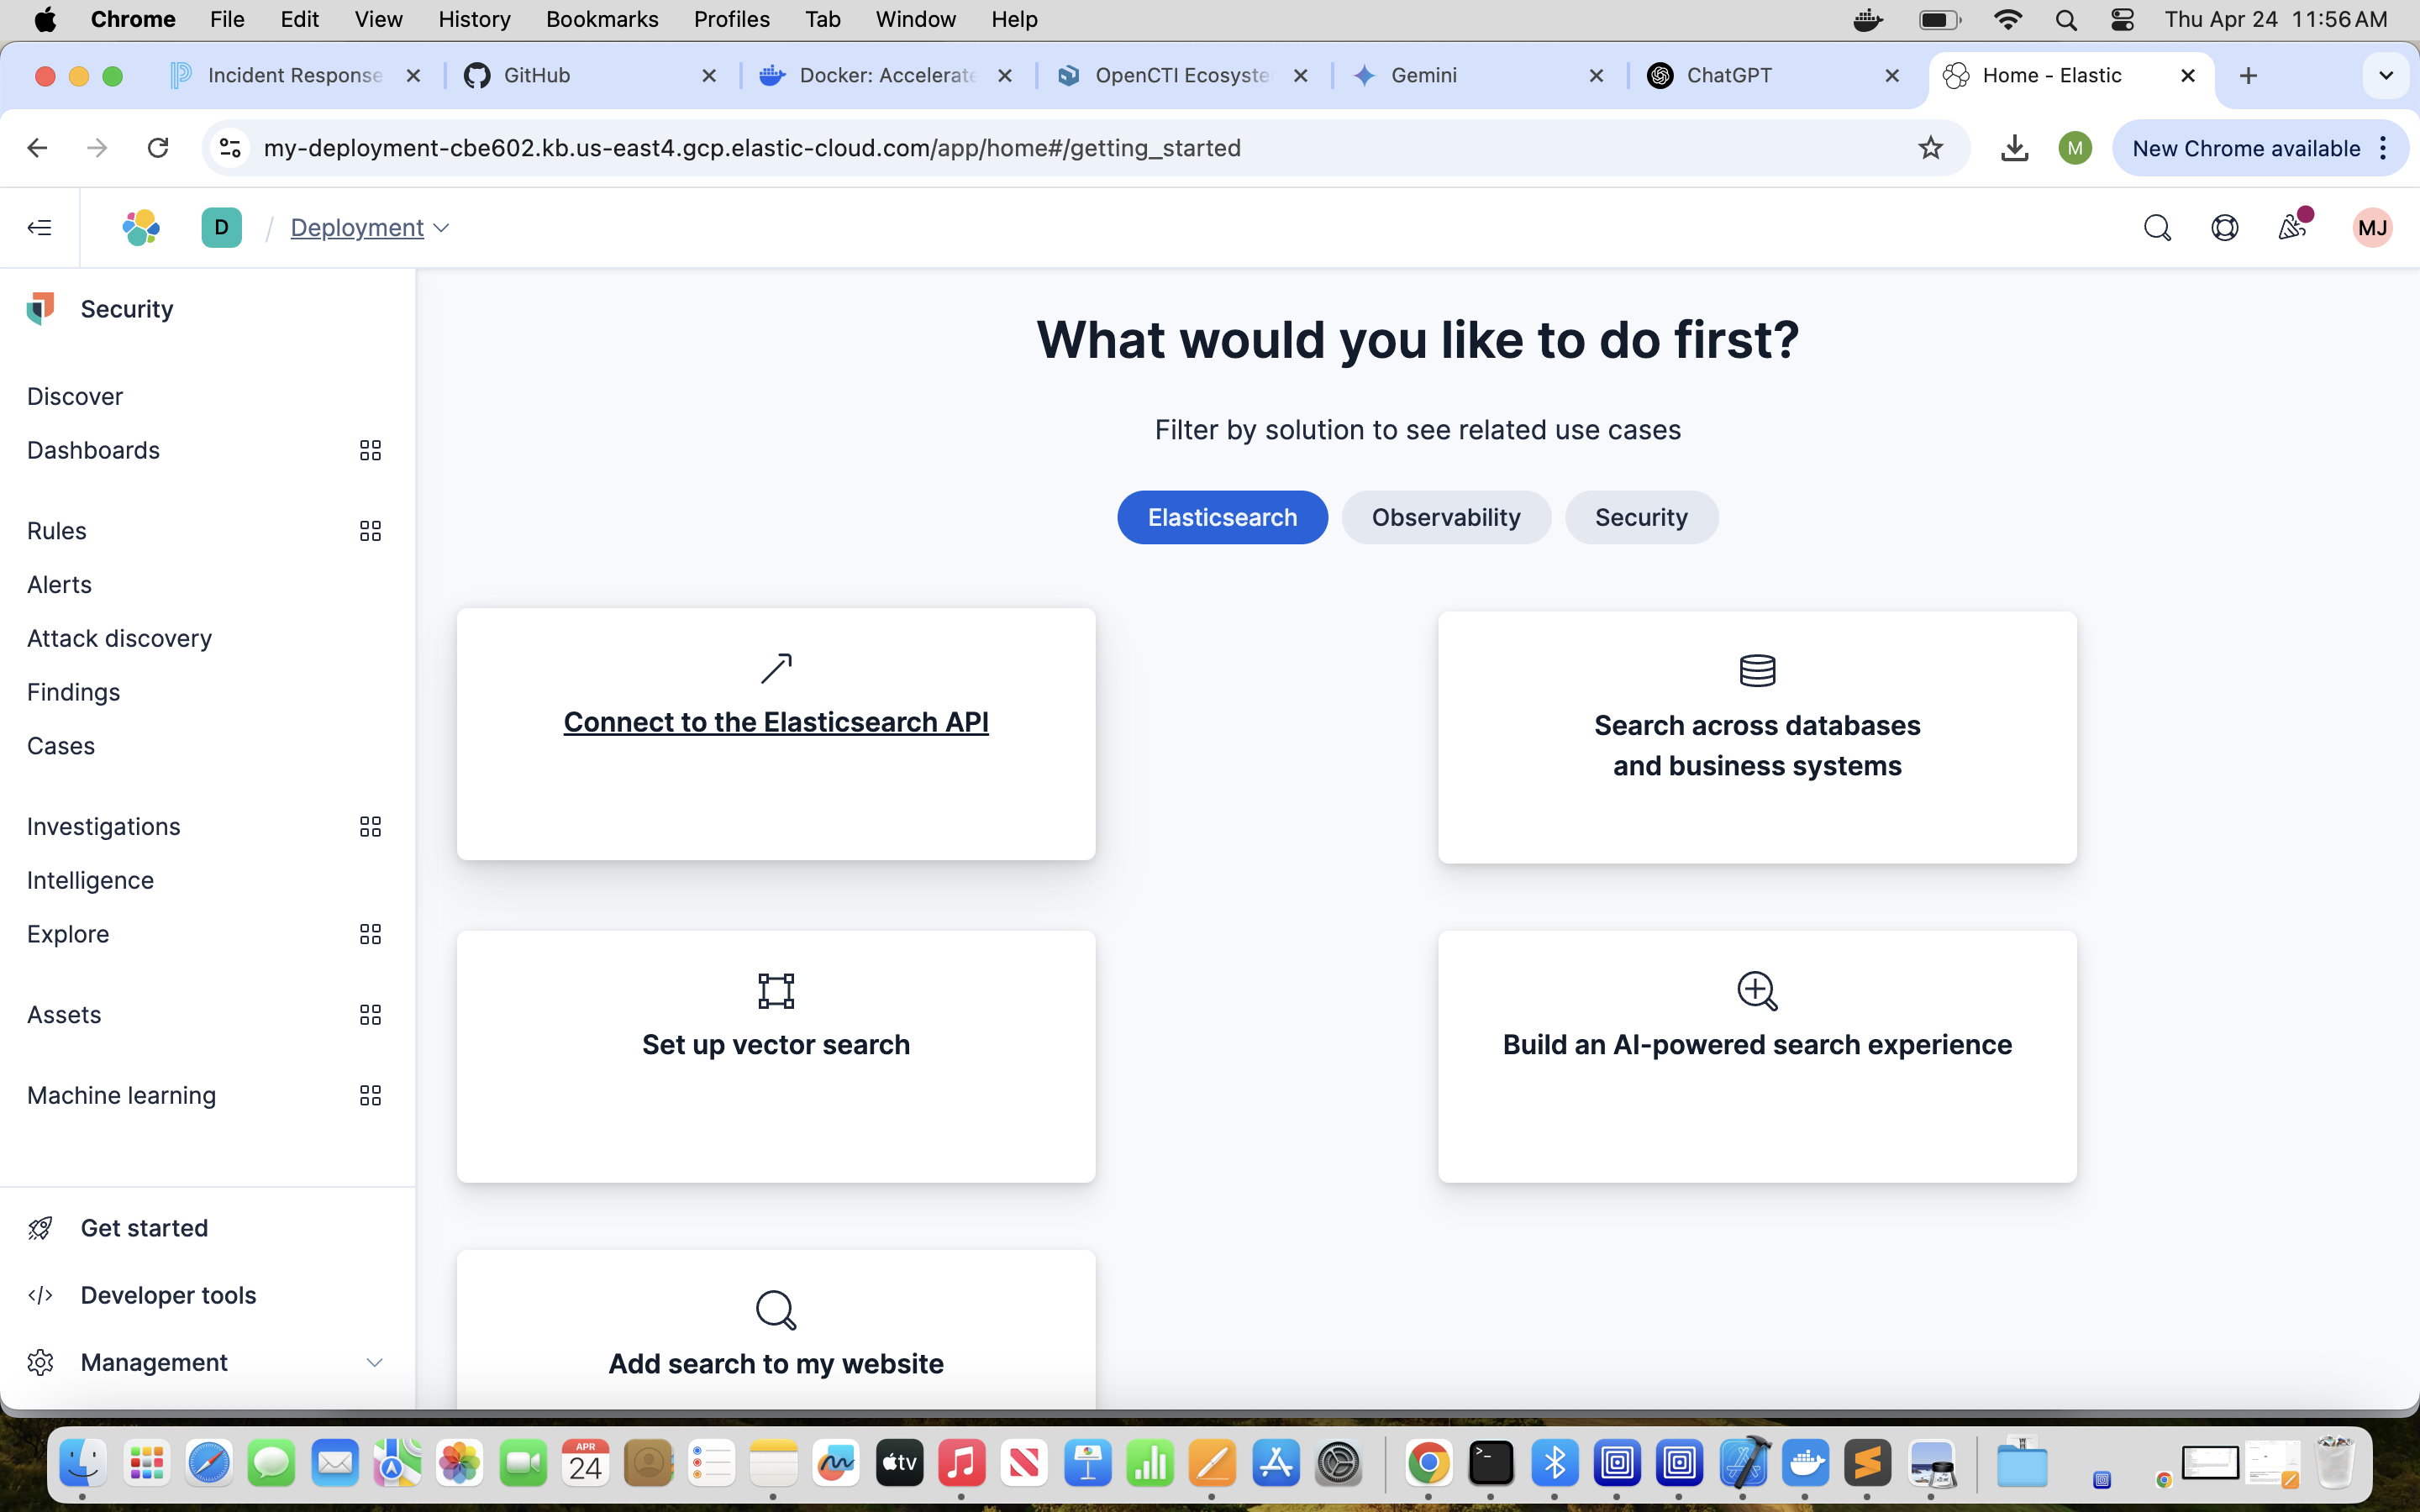 Chrome File Edit View History Bookmarks Profiles Tab Window Help Thu Apr 24 11:56 AM
Incident Response GitHub Docker: Accelerate OpenCTI Ecosyste Gemini ChatGPT Home - Elastic
my-deployment-cbe602.kb.us-east4.gcp.elastic-cloud.com/app/home#/getting_started M New Chrome available
D / Deployment MJ
Security
Discover
Dashboards
Rules
Alerts
Attack discovery
Findings
Cases
Investigations
Intelligence
Explore
Assets
Machine learning
Get started
Developer tools
Management
What would you like to do first?
Filter by solution to see related use cases
Elasticsearch Observability Security
Connect to the Elasticsearch API
Search across databases
and business systems
Set up vector search
Build an AI-powered search experience
Add search to my website
APR
24
tv